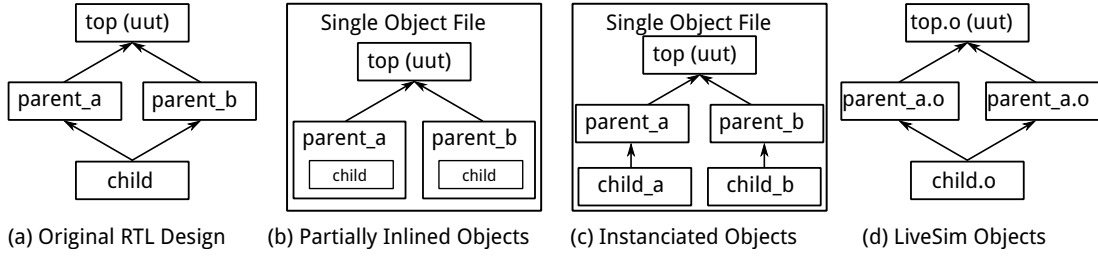 top (uut)
parent_a
parent_b
child
(a) Original RTL Design
Single Object File
top (uut)
parent_a
child
parent_b
child
(b) Partially Inlined Objects
Single Object File
top (uut)
parent_a
parent_b
child_a
child_b
(c) Instanciated Objects
top.o (uut)
parent_a.o
parent_a.o
child.o
(d) LiveSim Objects